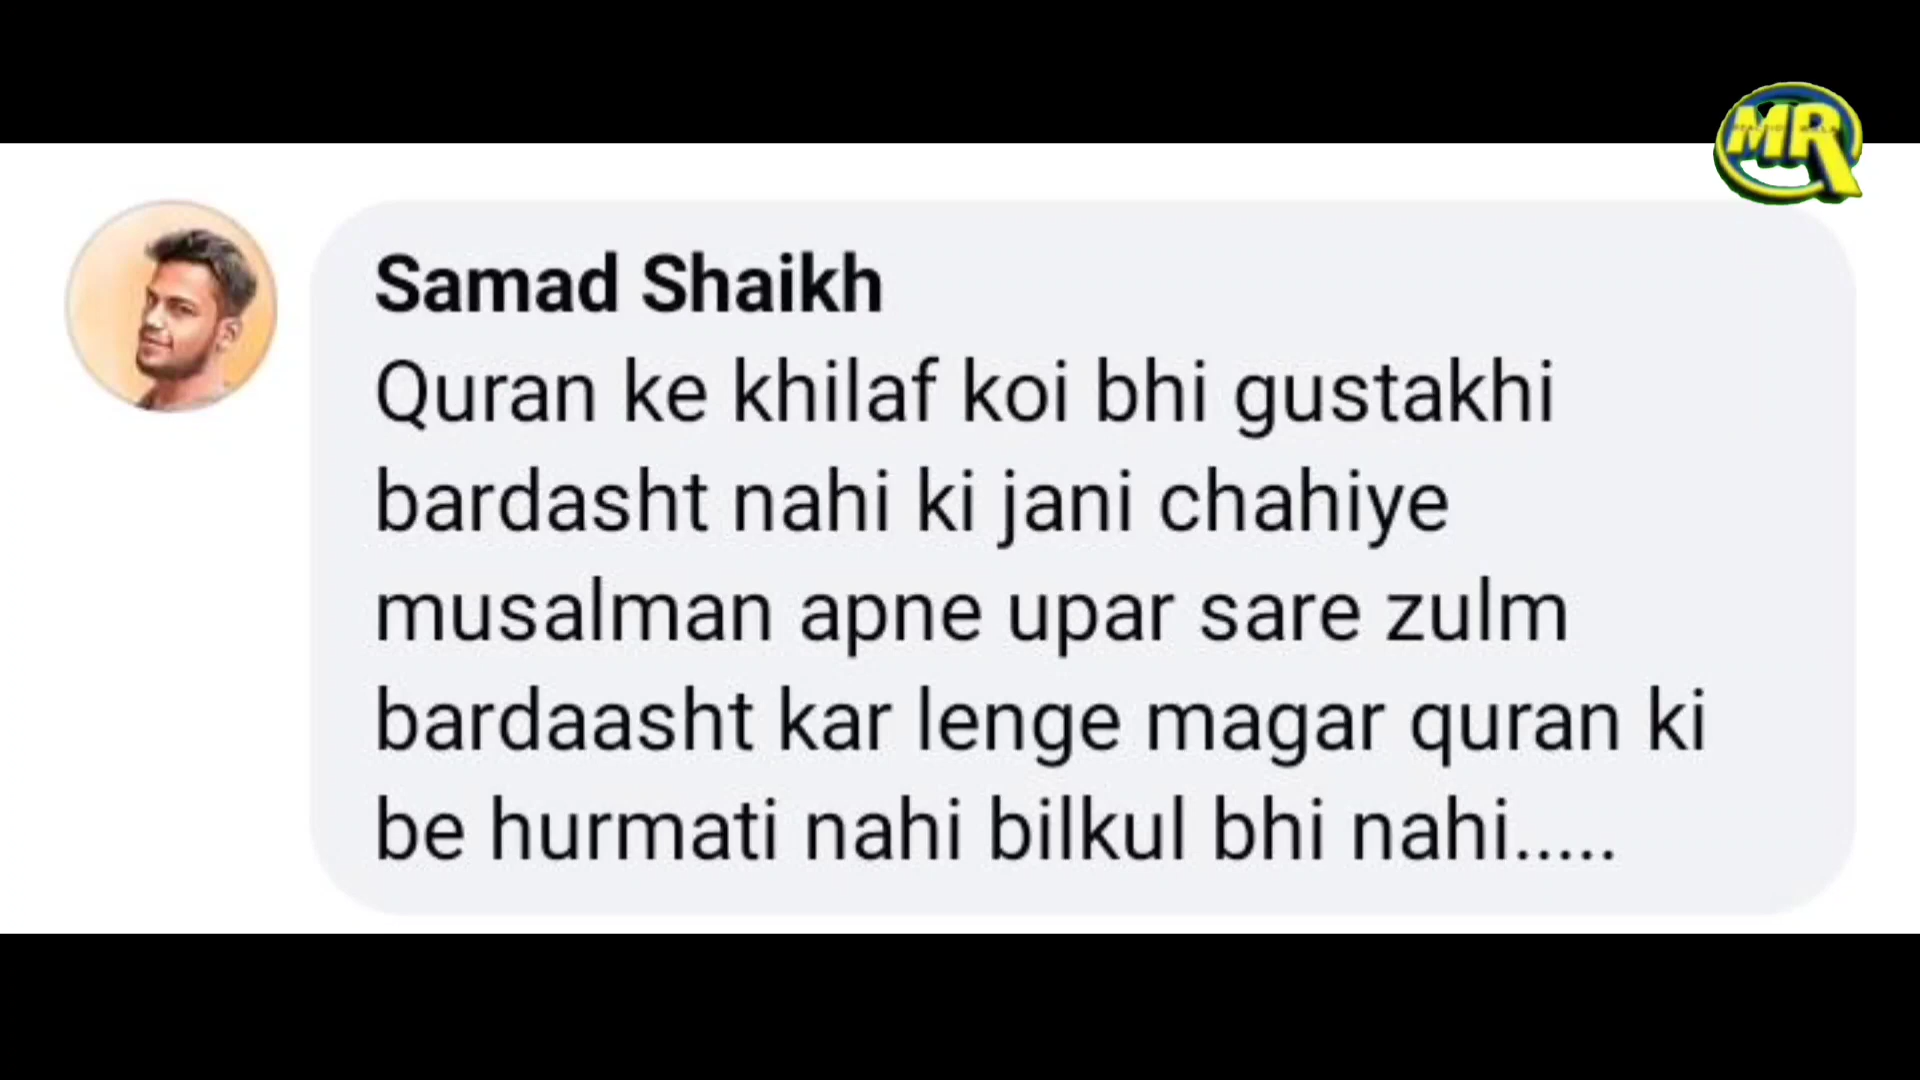 MR
Samad Shaikh
Quran ke khilaf koi bhi gustakhi
bardasht nahi ki jani chahiye
musalman apne upar sare zulm
bardaasht kar lenge magar quran ki
be hurmati nahi bilkul bhi nahi.....